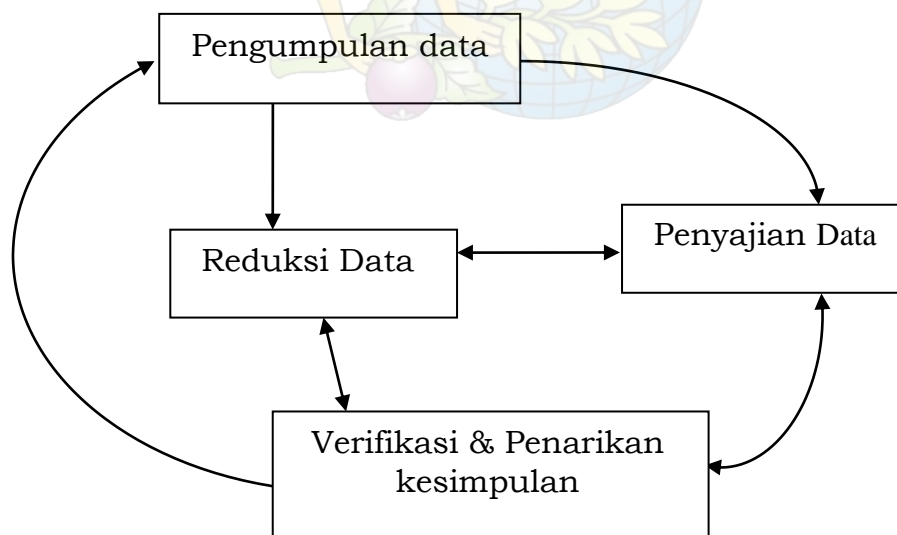 Pengumpulan data
Reduksi Data
Penyajian Data
Verifikasi & Penarikan
kesimpulan